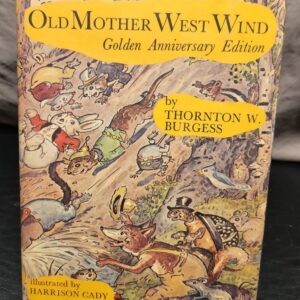 OLD MOTHER WEST WIND
Golden Anniversary Edition
by
THORNTON W.
BURGESS
illustrated by
HARRISON CADY